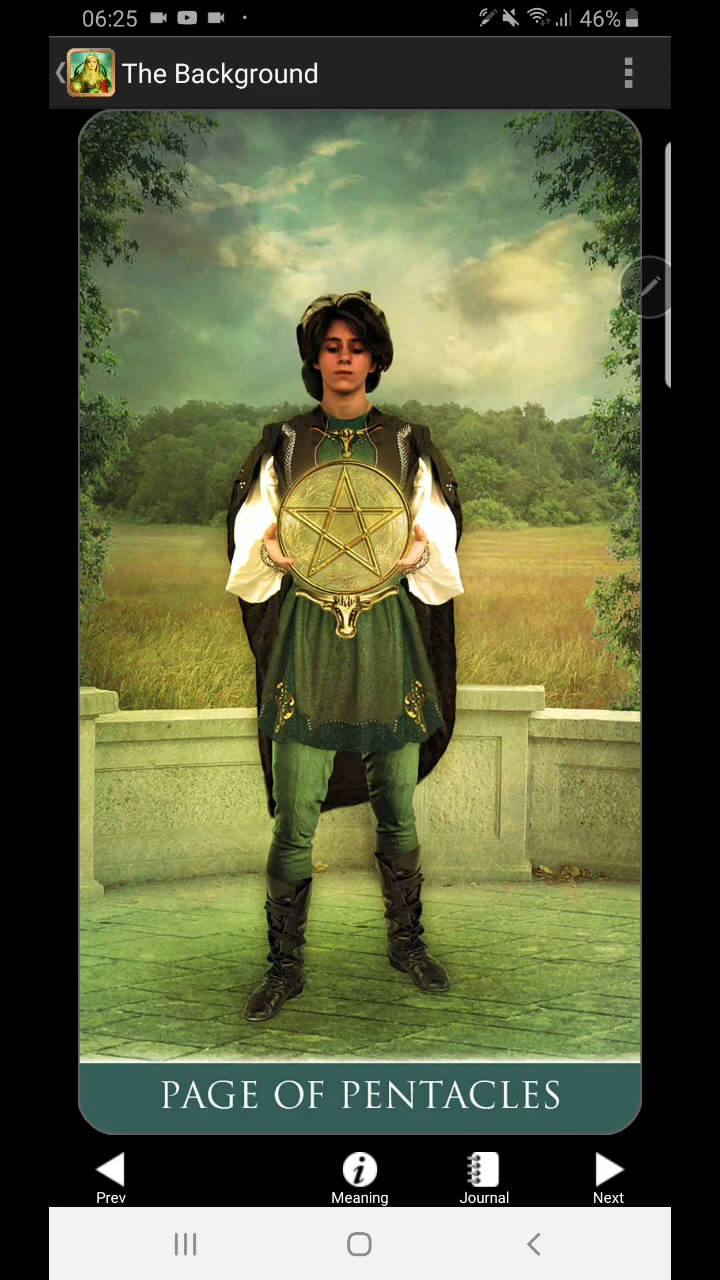 06:25
46%
The Background
PAGE OF PENTACLES
Prev
Meaning
Journal
Next